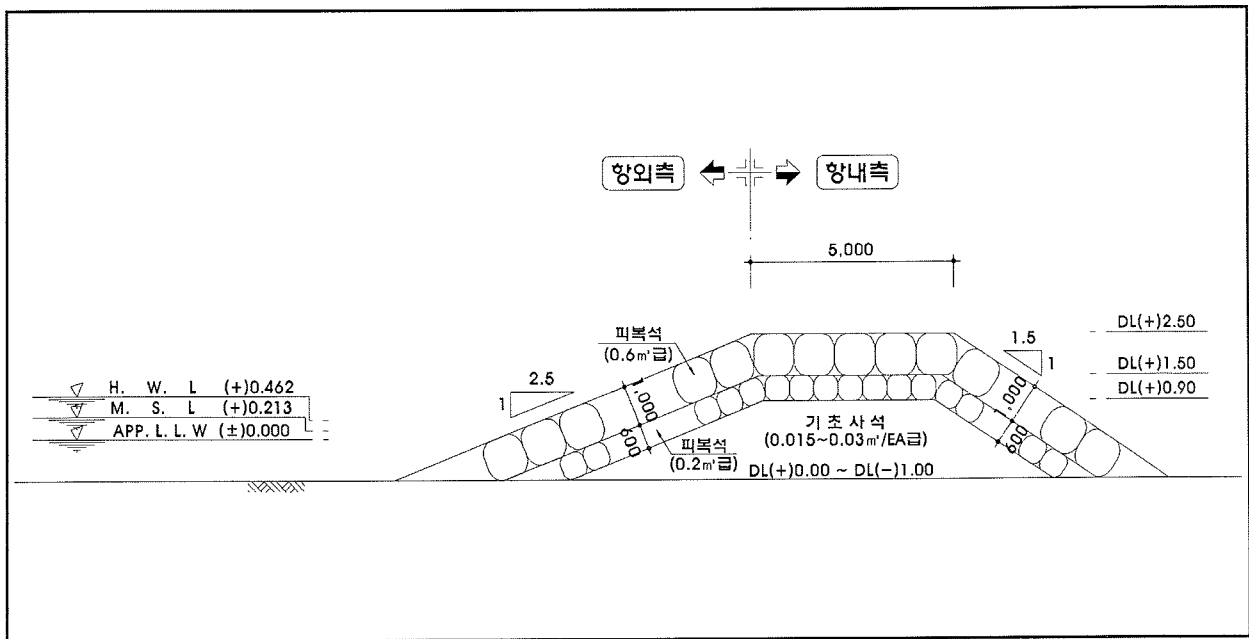 항외측
항내측
5,000
DL(+)2.50
피복석
(0.6㎥급)
1.5
1
DL(+)1.50
DL(+)0.90
2.5
1
H. W. L (+)0.462
M. S. L (+)0.213
APP. L. L. W (±)0.000
1,000
600
피복석
(0.2㎥급)
기초사석
(0.015~0.03㎥/EA급)
DL(+)0.00 ~ DL(-)1.00
1,000
600